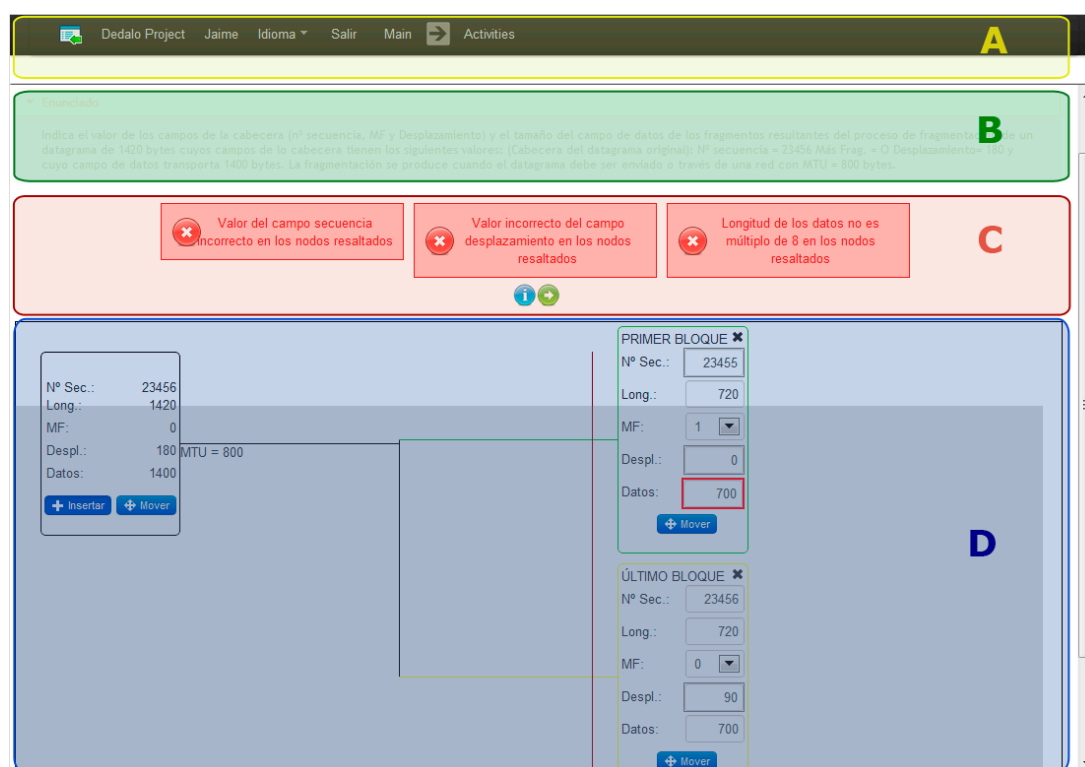 Dedalo Project Jaime Idioma Salir Main Activities
A
Enunciado
Indica el valor de los campos de la cabecera (nº secuencia, MF y Desplazamiento) y el tamaño del campo de datos de los fragmentos resultantes del proceso de fragmentación de un
datagrama de 1420 bytes cuyos campos de la cabecera tienen los siguientes valores: (Cabecera del datagrama original): Nº secuencia = 23456 Más Frag. = 0 Desplazamiento= 180 y
cuyo campo de datos transporta 1400 bytes. La fragmentación se produce cuando el datagrama debe ser enviado a través de una red con MTU = 800 bytes.
B
Valor del campo secuencia
incorrecto en los nodos resaltados
Valor incorrecto del campo
desplazamiento en los nodos
resaltados
Longitud de los datos no es
múltiplo de 8 en los nodos
resaltados
C
Nº Sec.: 23456
Long.: 1420
MF: 0
Despl.: 180
Datos: 1400
Insertar Mover
MTU = 800
PRIMER BLOQUE
Nº Sec.: 23455
Long.: 720
MF: 1
Despl.: 0
Datos: 700
Mover
D
ÚLTIMO BLOQUE
Nº Sec.: 23456
Long.: 720
MF: 0
Despl.: 90
Datos: 700
Mover